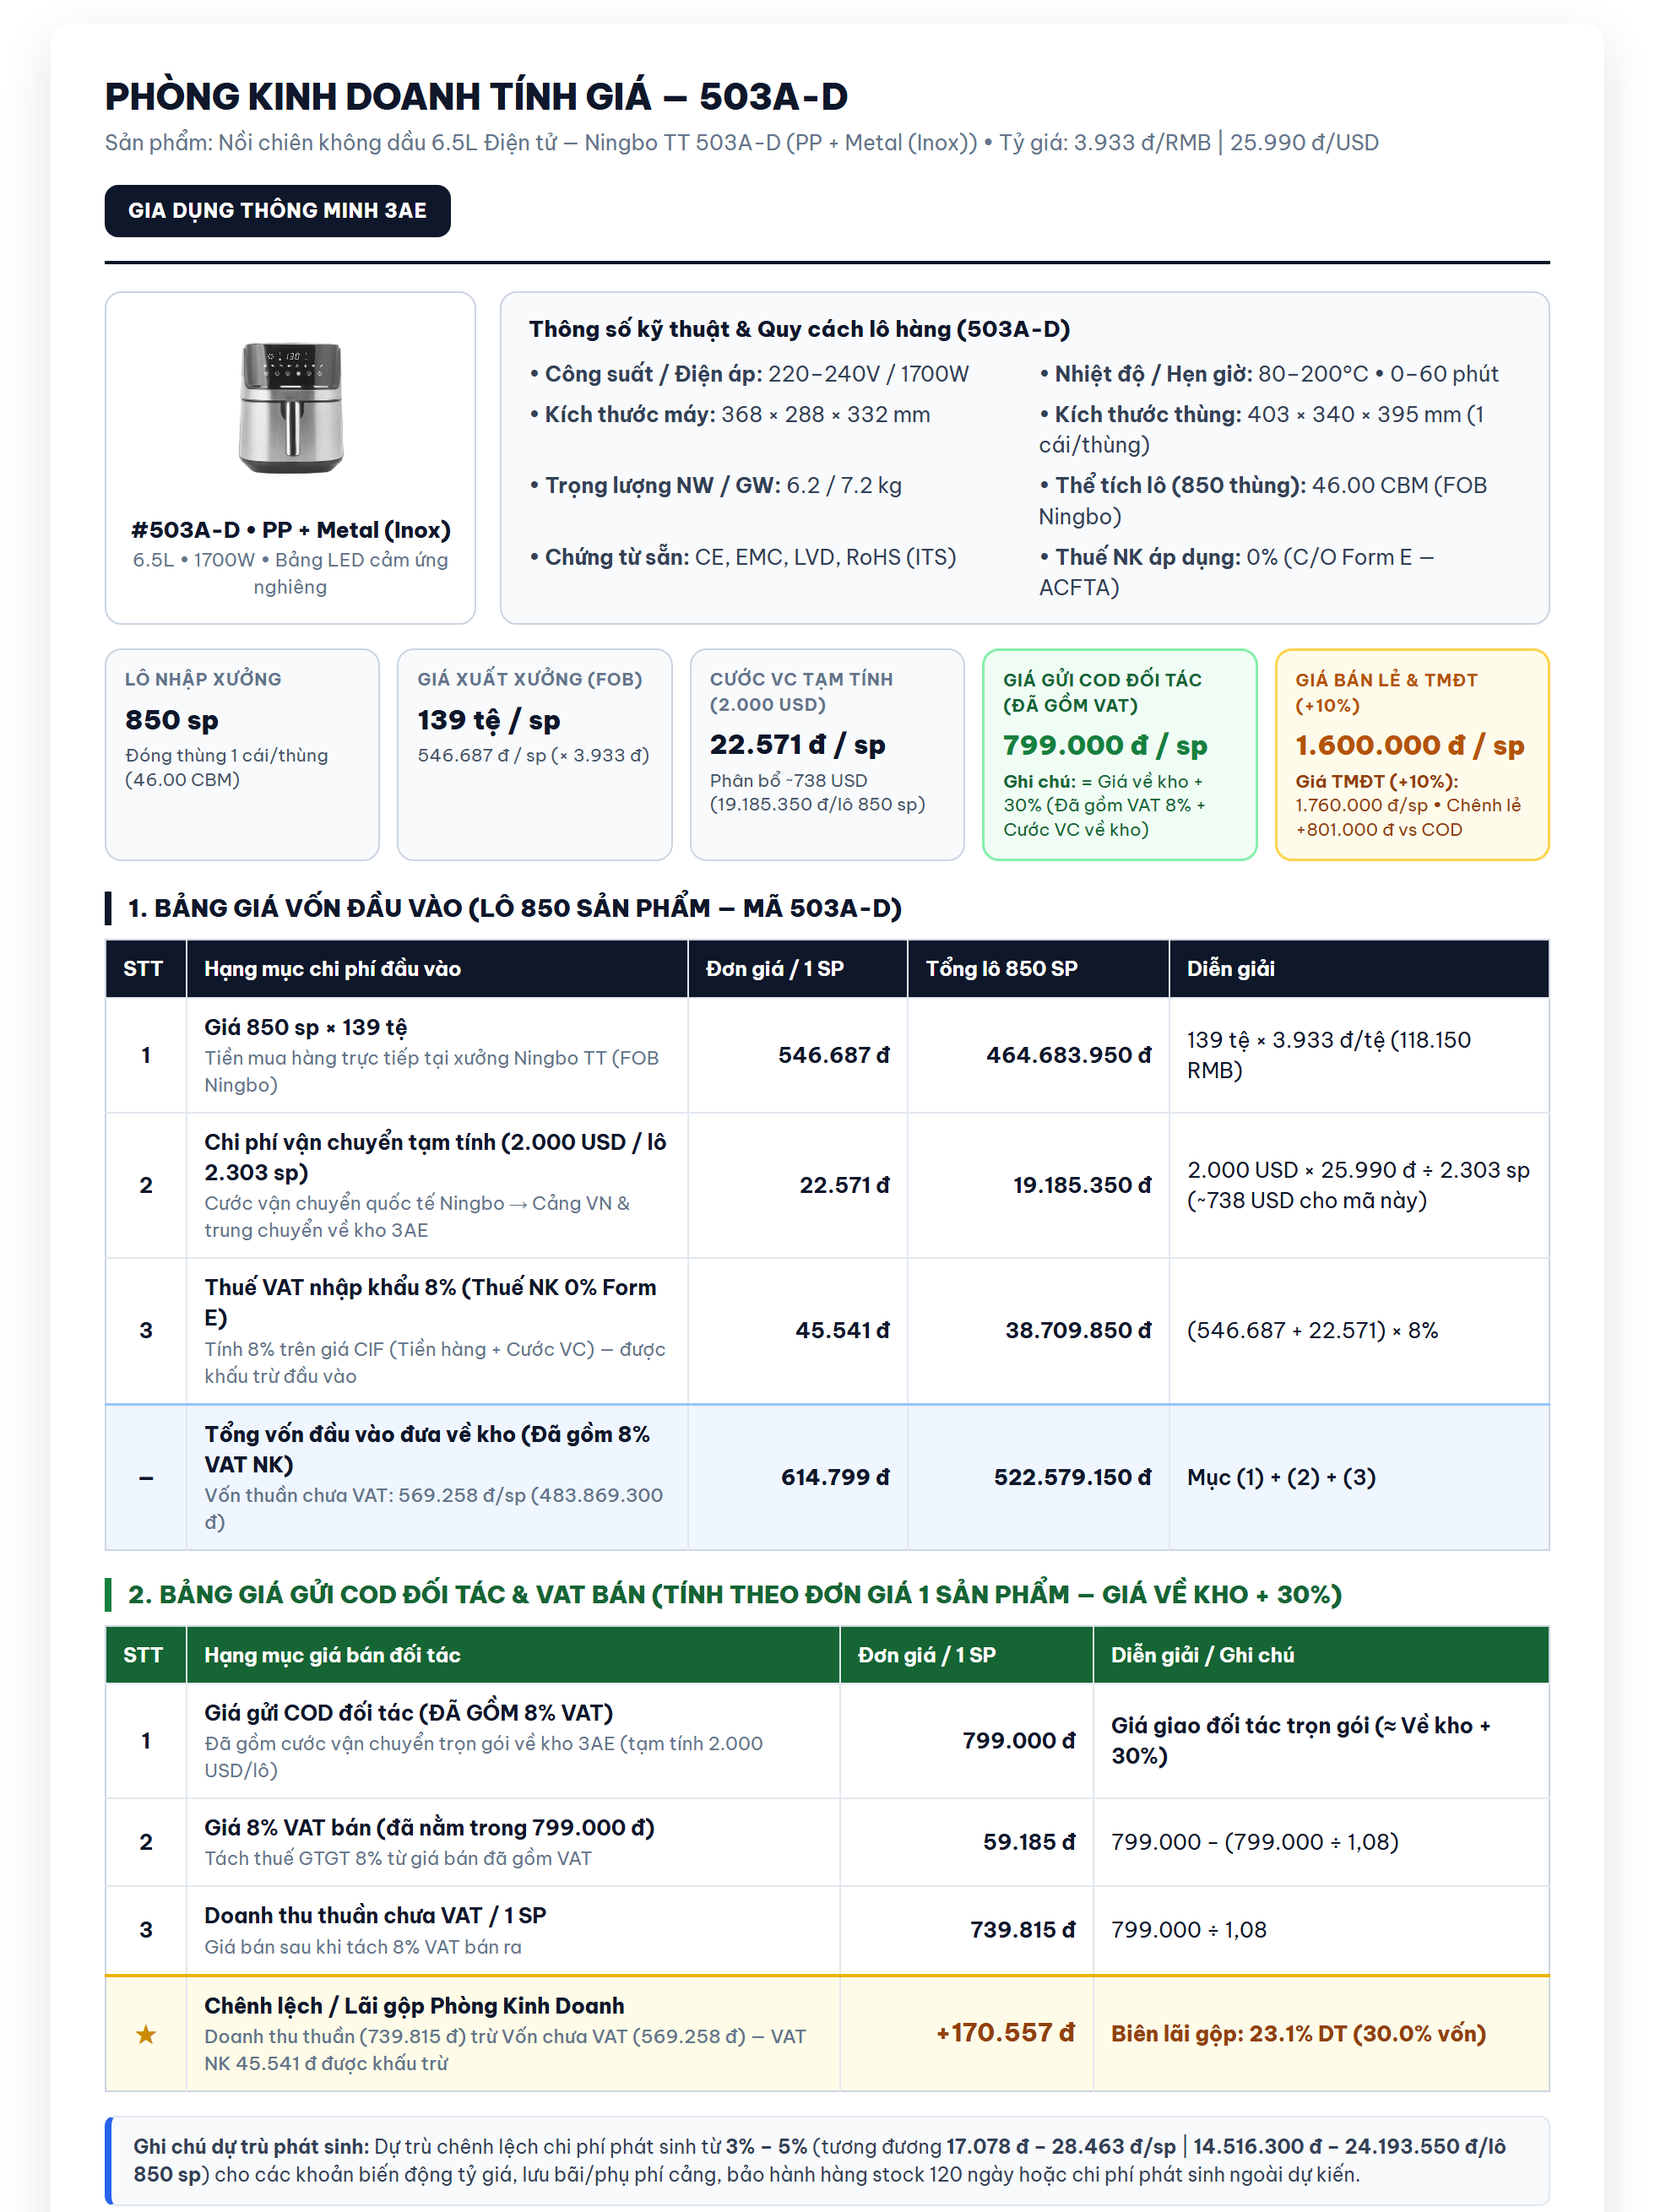 PHÒNG KINH DOANH TÍNH GIÁ — 503A-D
Sản phẩm: Nồi chiên không dầu 6.5L Điện tử — Ningbo TT 503A-D (PP + Metal (Inox)) • Tỷ giá: 3.933 đ/RMB | 25.990 đ/USD
GIA DỤNG THÔNG MINH 3AE
130
#503A-D • PP + Metal (Inox)
6.5L • 1700W • Bảng LED cảm ứng
nghiêng
Thông số kỹ thuật & Quy cách lô hàng (503A-D)
• Công suất / Điện áp: 220–240V / 1700W
• Nhiệt độ / Hẹn giờ: 80–200°C • 0–60 phút
• Kích thước máy: 368 × 288 × 332 mm
• Kích thước thùng: 403 × 340 × 395 mm (1
cái/thùng)
• Trọng lượng NW / GW: 6.2 / 7.2 kg
• Thể tích lô (850 thùng): 46.00 CBM (FOB
Ningbo)
• Chứng từ sẵn: CE, EMC, LVD, RoHS (ITS)
• Thuế NK áp dụng: 0% (C/O Form E —
ACFTA)
LÔ NHẬP XƯỞNG
850 sp
Đóng thùng 1 cái/thùng
(46.00 CBM)
GIÁ XUẤT XƯỞNG (FOB)
139 tệ / sp
546.687 đ / sp (× 3.933 đ)
CƯỚC VC TẠM TÍNH
(2.000 USD)
22.571 đ / sp
Phân bổ ~738 USD
(19.185.350 đ/lô 850 sp)
GIÁ GỬI COD ĐỐI TÁC
(ĐÃ GỒM VAT)
799.000 đ / sp
Ghi chú: = Giá về kho +
30% (Đã gồm VAT 8% +
Cước VC về kho)
GIÁ BÁN LẺ & TMĐT
(+10%)
1.600.000 đ / sp
Giá TMĐT (+10%):
1.760.000 đ/sp • Chênh lẻ
+801.000 đ vs COD
1. BẢNG GIÁ VỐN ĐẦU VÀO (LÔ 850 SẢN PHẨM — MÃ 503A-D)
STT
Hạng mục chi phí đầu vào
Đơn giá / 1 SP
Tổng lô 850 SP
Diễn giải
1
Giá 850 sp × 139 tệ
Tiền mua hàng trực tiếp tại xưởng Ningbo TT (FOB
Ningbo)
546.687 đ
464.683.950 đ
139 tệ × 3.933 đ/tệ (118.150
RMB)
2
Chi phí vận chuyển tạm tính (2.000 USD / lô
2.303 sp)
Cước vận chuyển quốc tế Ningbo → Cảng VN &
trung chuyển về kho 3AE
22.571 đ
19.185.350 đ
2.000 USD × 25.990 đ ÷ 2.303 sp
(~738 USD cho mã này)
3
Thuế VAT nhập khẩu 8% (Thuế NK 0% Form
E)
Tính 8% trên giá CIF (Tiền hàng + Cước VC) — được
khấu trừ đầu vào
45.541 đ
38.709.850 đ
(546.687 + 22.571) × 8%
—
Tổng vốn đầu vào đưa về kho (Đã gồm 8%
VAT NK)
Vốn thuần chưa VAT: 569.258 đ/sp (483.869.300
đ)
614.799 đ
522.579.150 đ
Mục (1) + (2) + (3)
2. BẢNG GIÁ GỬI COD ĐỐI TÁC & VAT BÁN (TÍNH THEO ĐƠN GIÁ 1 SẢN PHẨM — GIÁ VỀ KHO + 30%)
STT
Hạng mục giá bán đối tác
Đơn giá / 1 SP
Diễn giải / Ghi chú
1
Giá gửi COD đối tác (ĐÃ GỒM 8% VAT)
Đã gồm cước vận chuyển trọn gói về kho 3AE (tạm tính 2.000
USD/lô)
799.000 đ
Giá giao đối tác trọn gói (≈ Về kho +
30%)
2
Giá 8% VAT bán (đã nằm trong 799.000 đ)
Tách thuế GTGT 8% từ giá bán đã gồm VAT
59.185 đ
799.000 – (799.000 ÷ 1,08)
3
Doanh thu thuần chưa VAT / 1 SP
Giá bán sau khi tách 8% VAT bán ra
739.815 đ
799.000 ÷ 1,08
★
Chênh lệch / Lãi gộp Phòng Kinh Doanh
Doanh thu thuần (739.815 đ) trừ Vốn chưa VAT (569.258 đ) — VAT
NK 45.541 đ được khấu trừ
+170.557 đ
Biên lãi gộp: 23.1% DT (30.0% vốn)
Ghi chú dự trù phát sinh: Dự trù chênh lệch chi phí phát sinh từ 3% – 5% (tương đương 17.078 đ – 28.463 đ/sp | 14.516.300 đ – 24.193.550 đ/lô
850 sp) cho các khoản biến động tỷ giá, lưu bãi/phụ phí cảng, bảo hành hàng stock 120 ngày hoặc chi phí phát sinh ngoài dự kiến.